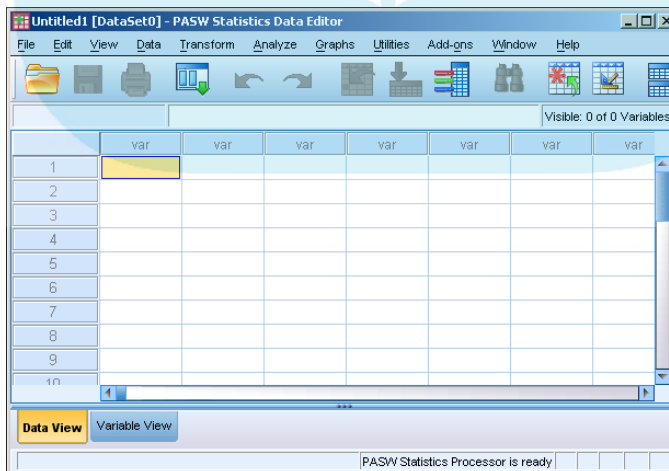 Untitled1 [DataSet0] - PASW Statistics Data Editor
File Edit View Data Transform Analyze Graphs Utilities Add-ons Window Help
Visible: 0 of 0 Variables
var var var var var var var
1
2
3
4
5
6
7
8
9
10
Data View Variable View
PASW Statistics Processor is ready